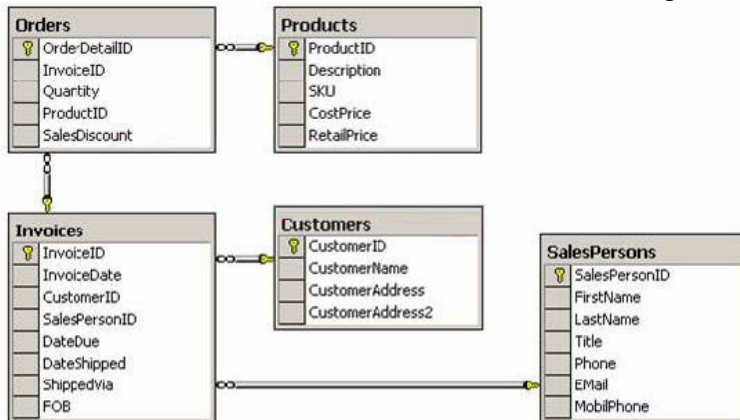 Orders
OrderDetailID
InvoiceID
Quantity
ProductID
SalesDiscount
Products
ProductID
Description
SKU
CostPrice
RetailPrice
Invoices
InvoiceID
InvoiceDate
CustomerID
SalesPersonID
DateDue
DateShipped
ShippedVia
FOB
Customers
CustomerID
CustomerName
CustomerAddress
CustomerAddress2
SalesPersons
SalesPersonID
FirstName
LastName
Title
Phone
EMail
MobilPhone